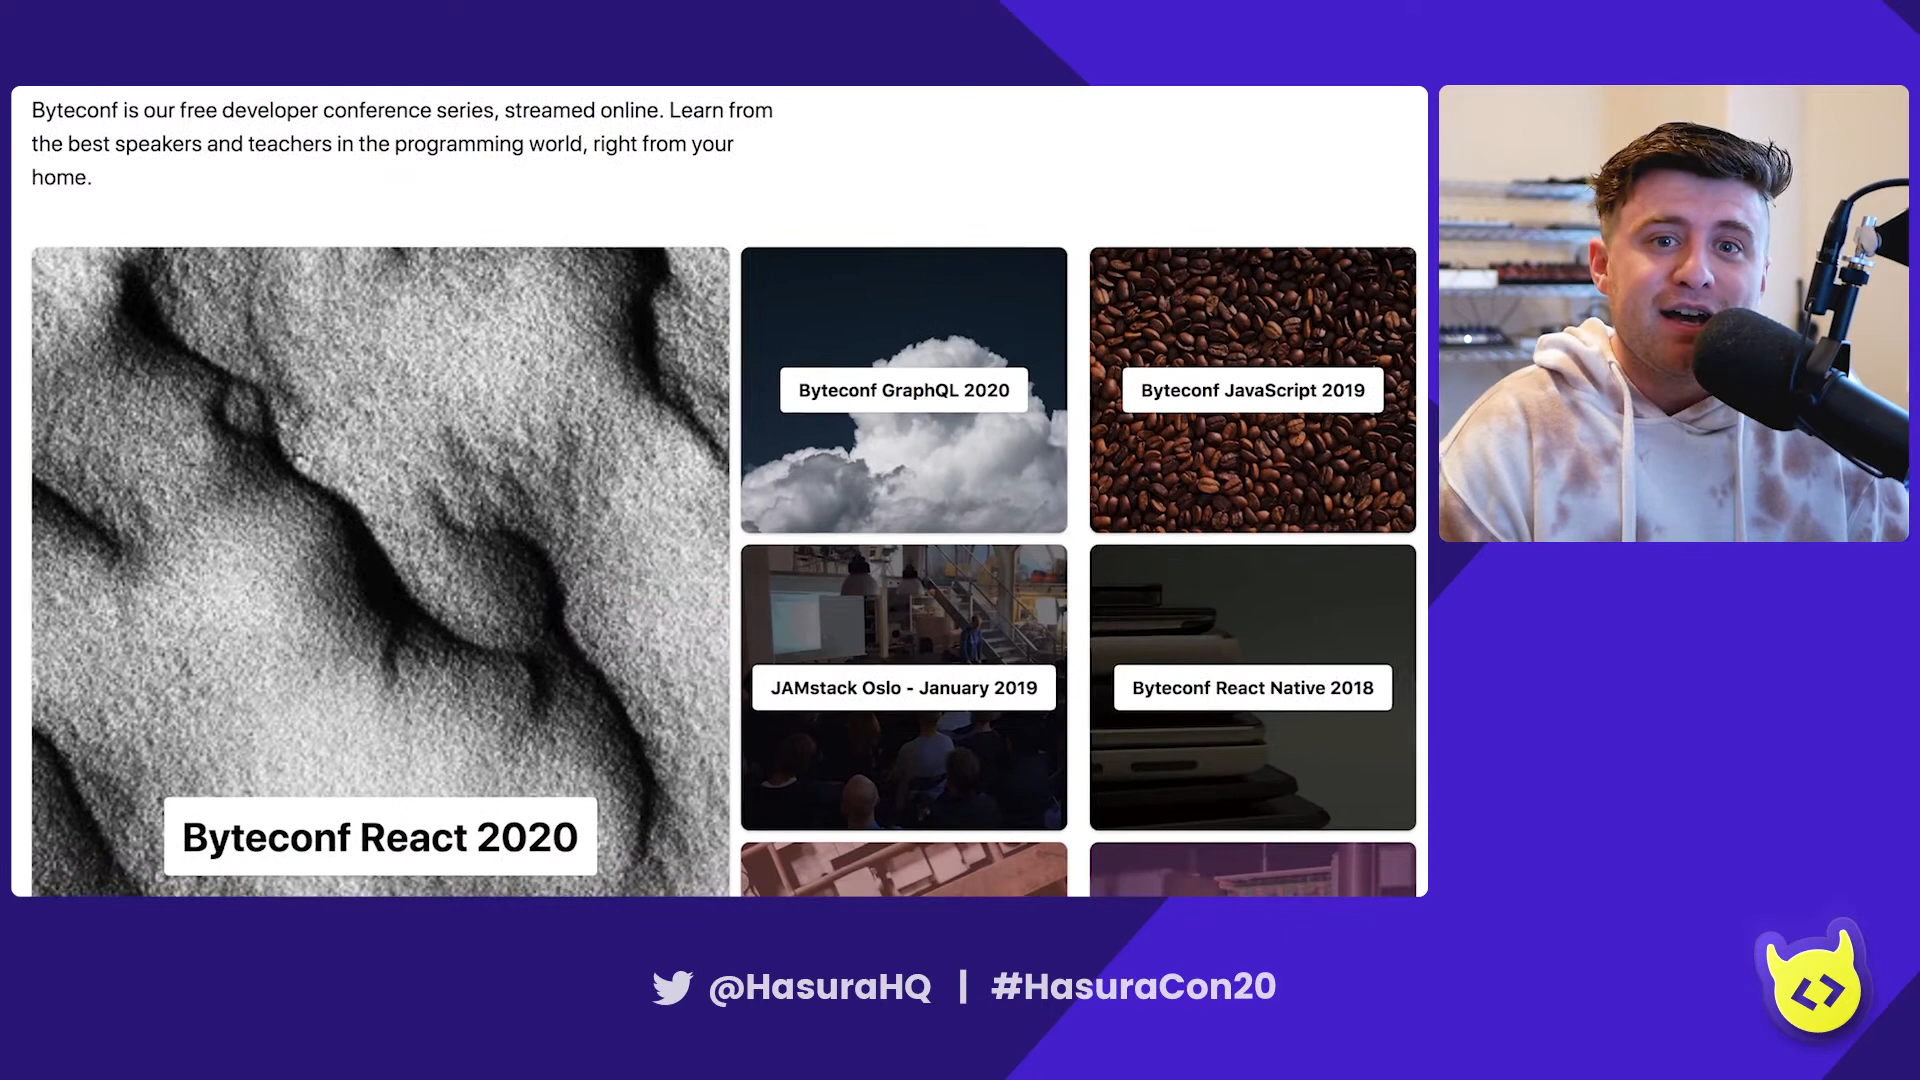 Byteconf is our free developer conference series, streamed online. Learn from
the best speakers and teachers in the programming world, right from your
home.
Byteconf GraphQL 2020
Byteconf JavaScript 2019
JAMstack Oslo - January 2019
Byteconf React Native 2018
Byteconf React 2020
@HasuraHQ | #HasuraCon20